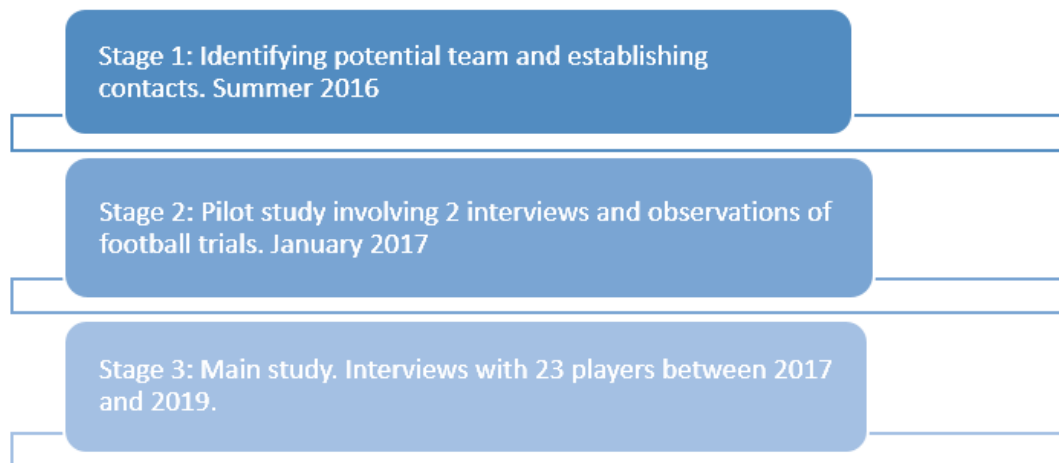 Stage 1: Identifying potential team and establishing
contacts. Summer 2016
Stage 2: Pilot study involving 2 interviews and observations of
football trials. January 2017
Stage 3: Main study. Interviews with 23 players between 2017
and 2019.